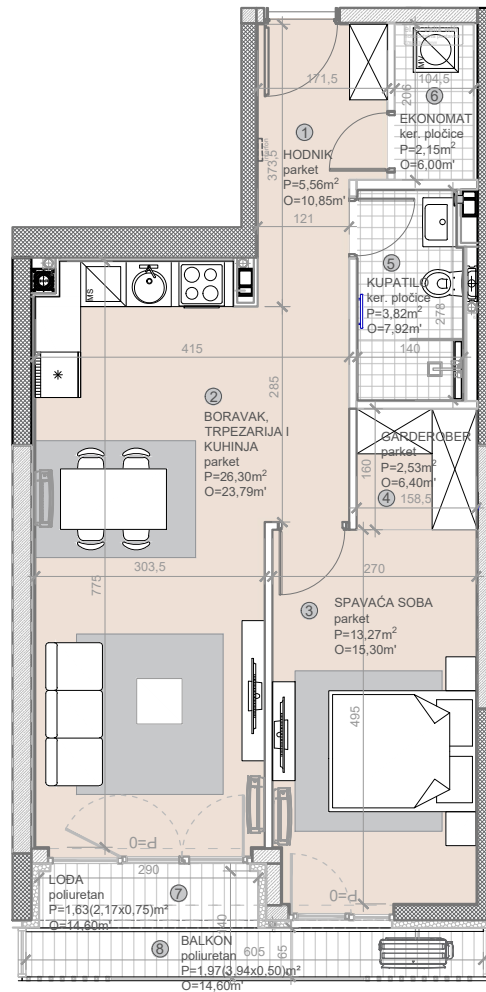 171,5
104,5
206
6
EKONOMAT
ker. pločice
P=2,15m²
O=6,00m'
1
HODNIK
parket
P=5,56m²
O=10,85m'
373,5
121
5
KUPATILO
ker. pločice
P=3,82m²
O=7,92m'
278
140
MS
415
285
2
BORAVAK,
TRPEZARIJA I
KUHINJA
parket
P=26,30m²
O=23,79m'
GARDEROBER
parket
P=2,53m²
O=6,40m'
160
4
158,5
303,5
270
775
3
SPAVAĆA SOBA
parket
P=13,27m²
O=15,30m'
495
P=0
P=0
290
LOĐA
poliuretan
P=1,63(2,17x0,75)m²
O=14,60m'
7
140
8
BALKON
poliuretan
P=1,97(3,94x0.50)m²
O=14,60m'
605
65